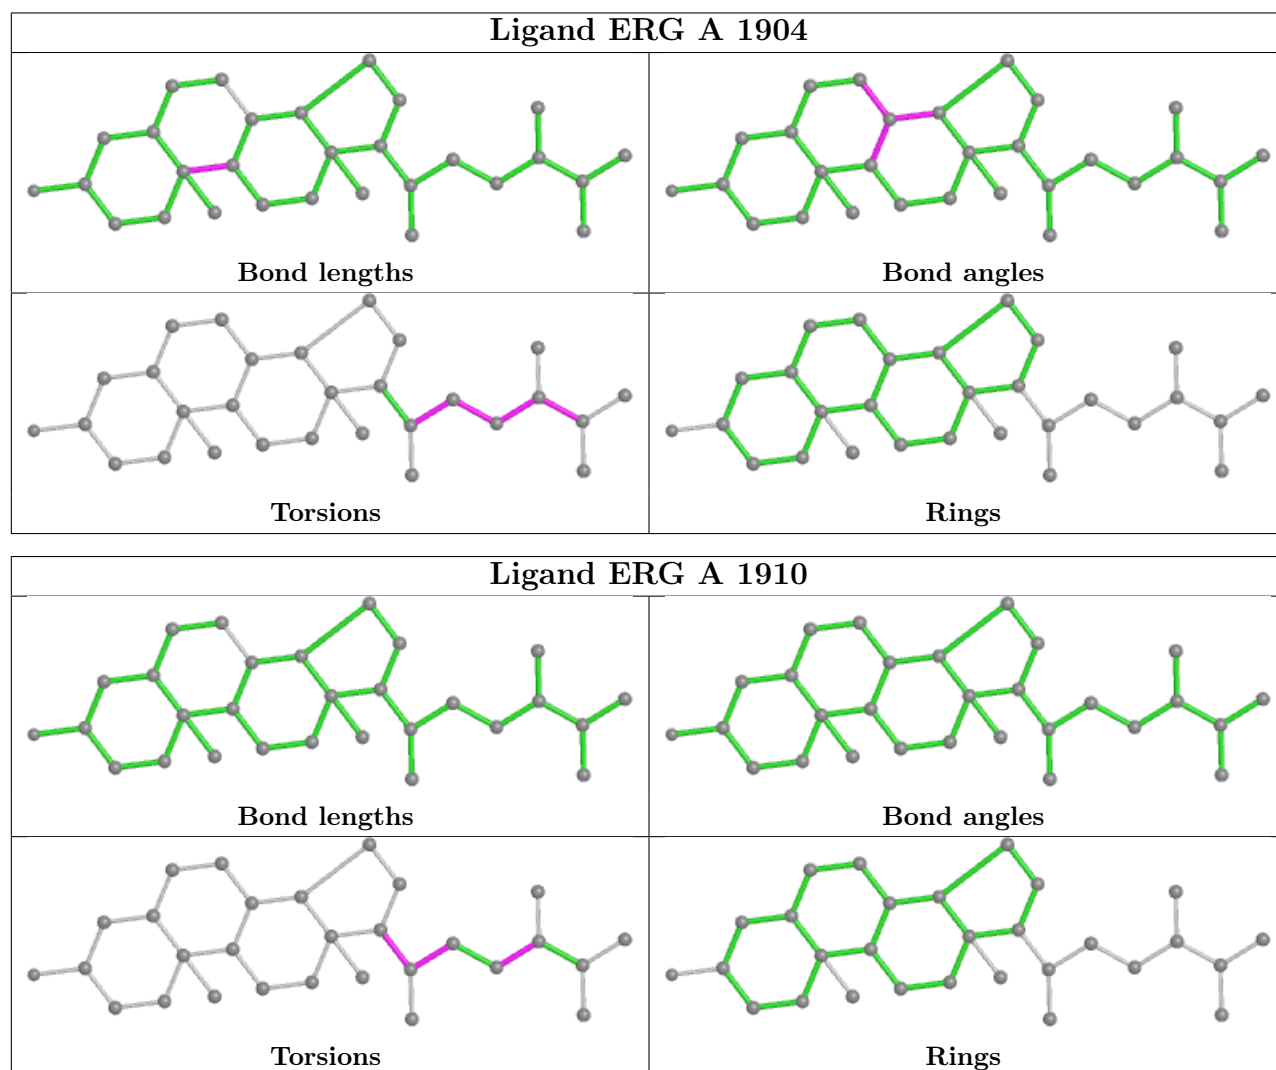 Ligand ERG A 1904
Bond lengths
Bond angles
Torsions
Rings
Ligand ERG A 1910
Bond lengths
Bond angles
Torsions
Rings